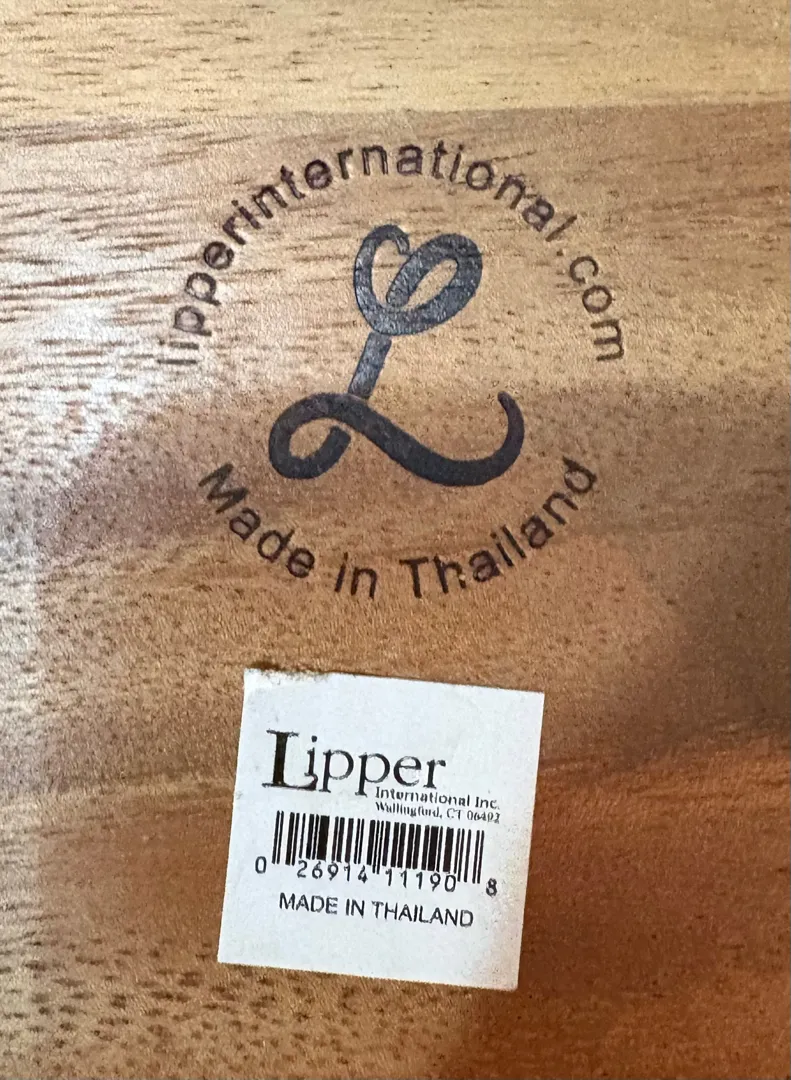 lipperinternational.com
Made in Thailand
Lipper
International Inc.
Wallingford, CT 06492
0 26914 11190 8
MADE IN THAILAND